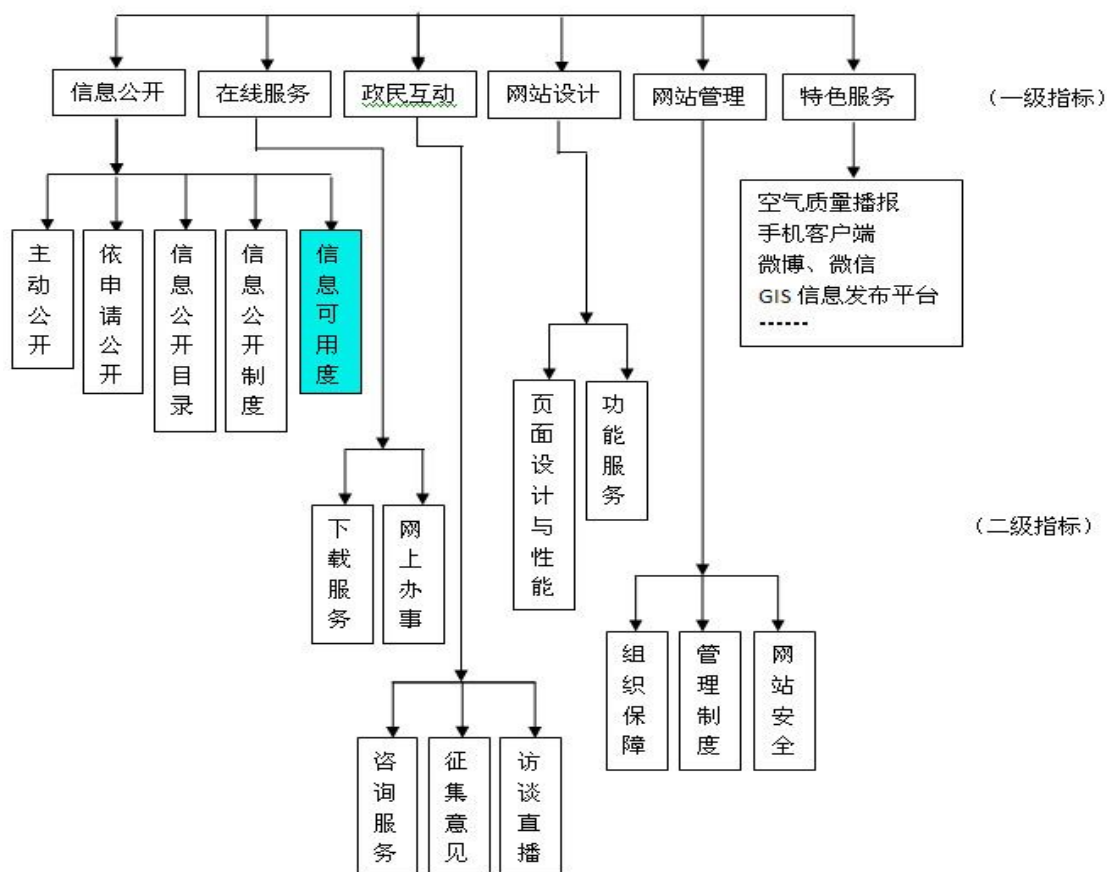 信息公开
在线服务
政民互动
网站设计
网站管理
特色服务
（一级指标）
主动公开
依申请公开
信息公开目录
信息公开制度
信息可用度
空气质量播报
手机客户端
微博、微信
GIS 信息发布平台
------
页面设计与性能
功能服务
下载服务
网上办事
（二级指标）
组织保障
管理制度
网站安全
咨询服务
征集意见
访谈直播